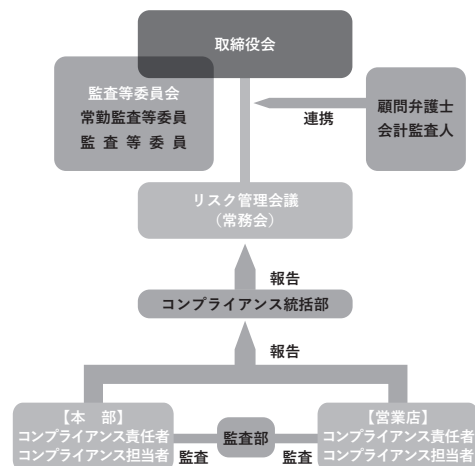 取締役会
監査等委員会
常勤監査等委員
監 査 等 委 員
顧問弁護士
会計監査人
連携
リスク管理会議
（常務会）
報告
コンプライアンス統括部
報告
【本　部】
コンプライアンス責任者
コンプライアンス担当者
監査
監査部
監査
【営業店】
コンプライアンス責任者
コンプライアンス担当者